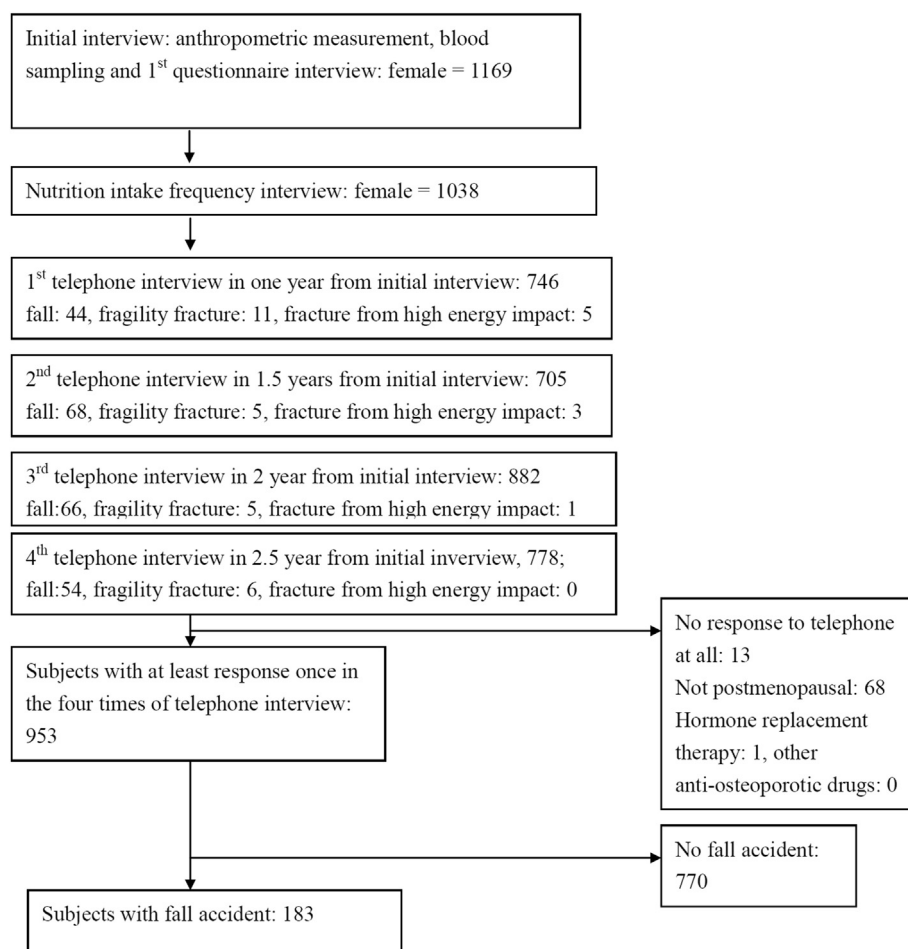 Initial interview: anthropometric measurement, blood
sampling and 1st questionnaire interview: female = 1169
Nutrition intake frequency interview: female = 1038
1st telephone interview in one year from initial interview: 746
fall: 44, fragility fracture: 11, fracture from high energy impact: 5
2nd telephone interview in 1.5 years from initial interview: 705
fall: 68, fragility fracture: 5, fracture from high energy impact: 3
3rd telephone interview in 2 year from initial interview: 882
fall:66, fragility fracture: 5, fracture from high energy impact: 1
4th telephone interview in 2.5 year from initial inverview, 778;
fall:54, fragility fracture: 6, fracture from high energy impact: 0
No response to telephone
at all: 13
Not postmenopausal: 68
Hormone replacement
therapy: 1, other
anti-osteoporotic drugs: 0
Subjects with at least response once in
the four times of telephone interview:
953
No fall accident:
770
Subjects with fall accident: 183